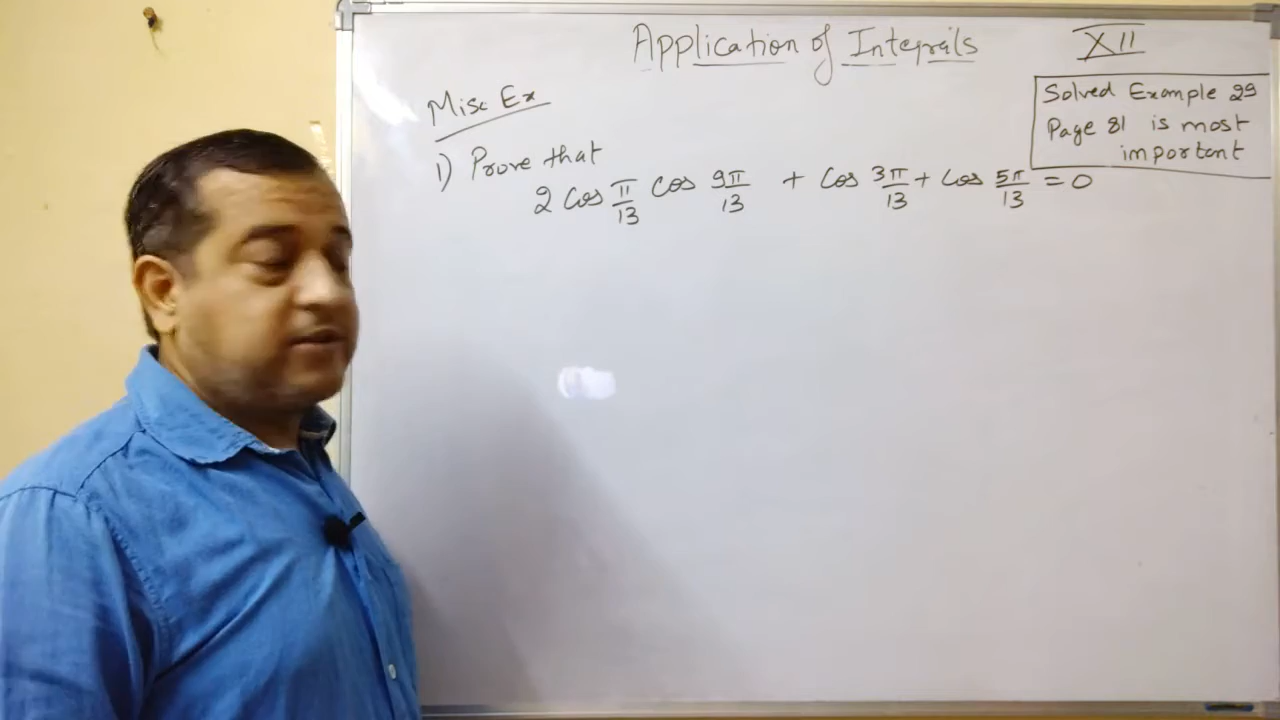 Application of Integrals XII
Solved Example 29
Page 81 is most
important
Misc Ex
1) Prove that
2 Cos π/13 Cos 9π/13 + Cos 3π/13 + Cos 5π/13 = 0